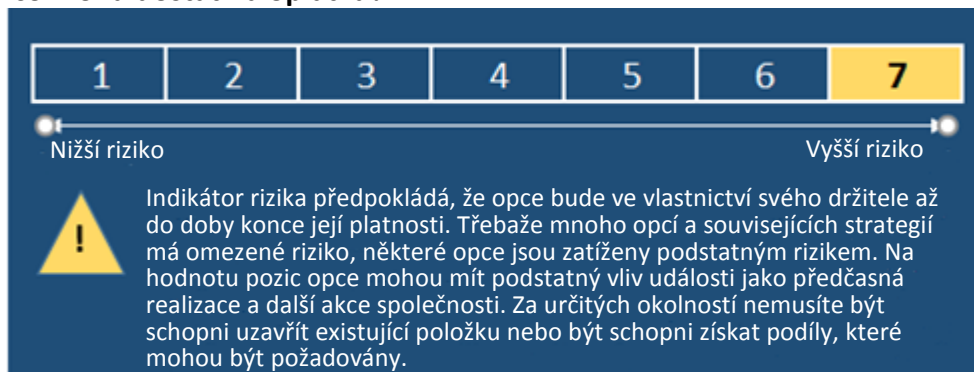 1 2 3 4 5 6 7
Nižší riziko Vyšší riziko
Indikátor rizika předpokládá, že opce bude ve vlastnictví svého držitele až
do doby konce její platnosti. Třebaže mnoho opcí a souvisejících strategií
má omezené riziko, některé opce jsou zatíženy podstatným rizikem. Na
hodnotu pozic opce mohou mít podstatný vliv události jako předčasná
realizace a další akce společnosti. Za určitých okolností nemusíte být
schopni uzavřít existující položku nebo být schopni získat podíly, které
mohou být požadovány.
!